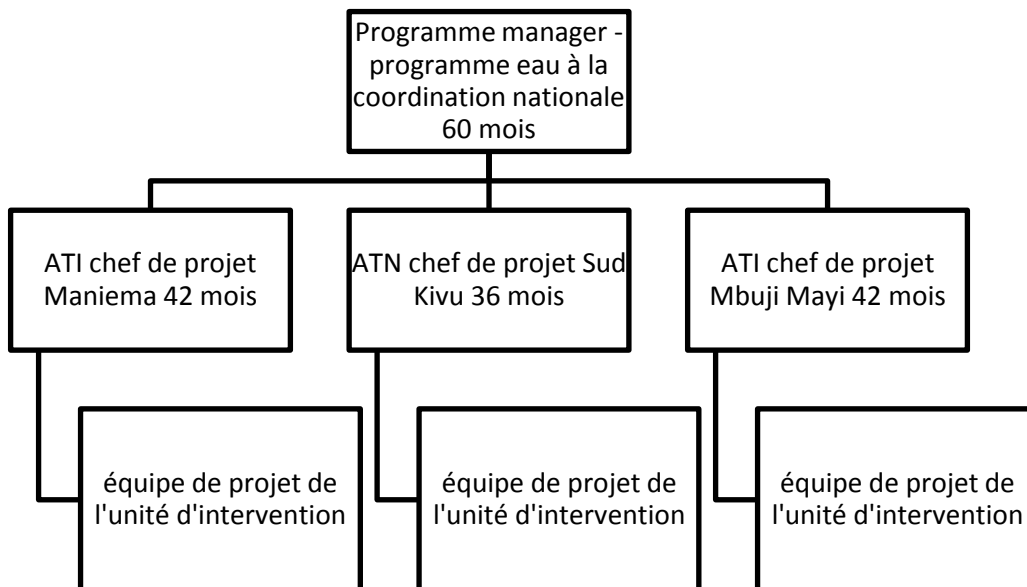 Programme manager -
programme eau à la
coordination nationale
60 mois
ATI chef de projet
Maniema 42 mois
ATN chef de projet Sud
Kivu 36 mois
ATI chef de projet
Mbuji Mayi 42 mois
équipe de projet de
l'unité d'intervention
équipe de projet de
l'unité d'intervention
équipe de projet de
l'unité d'intervention